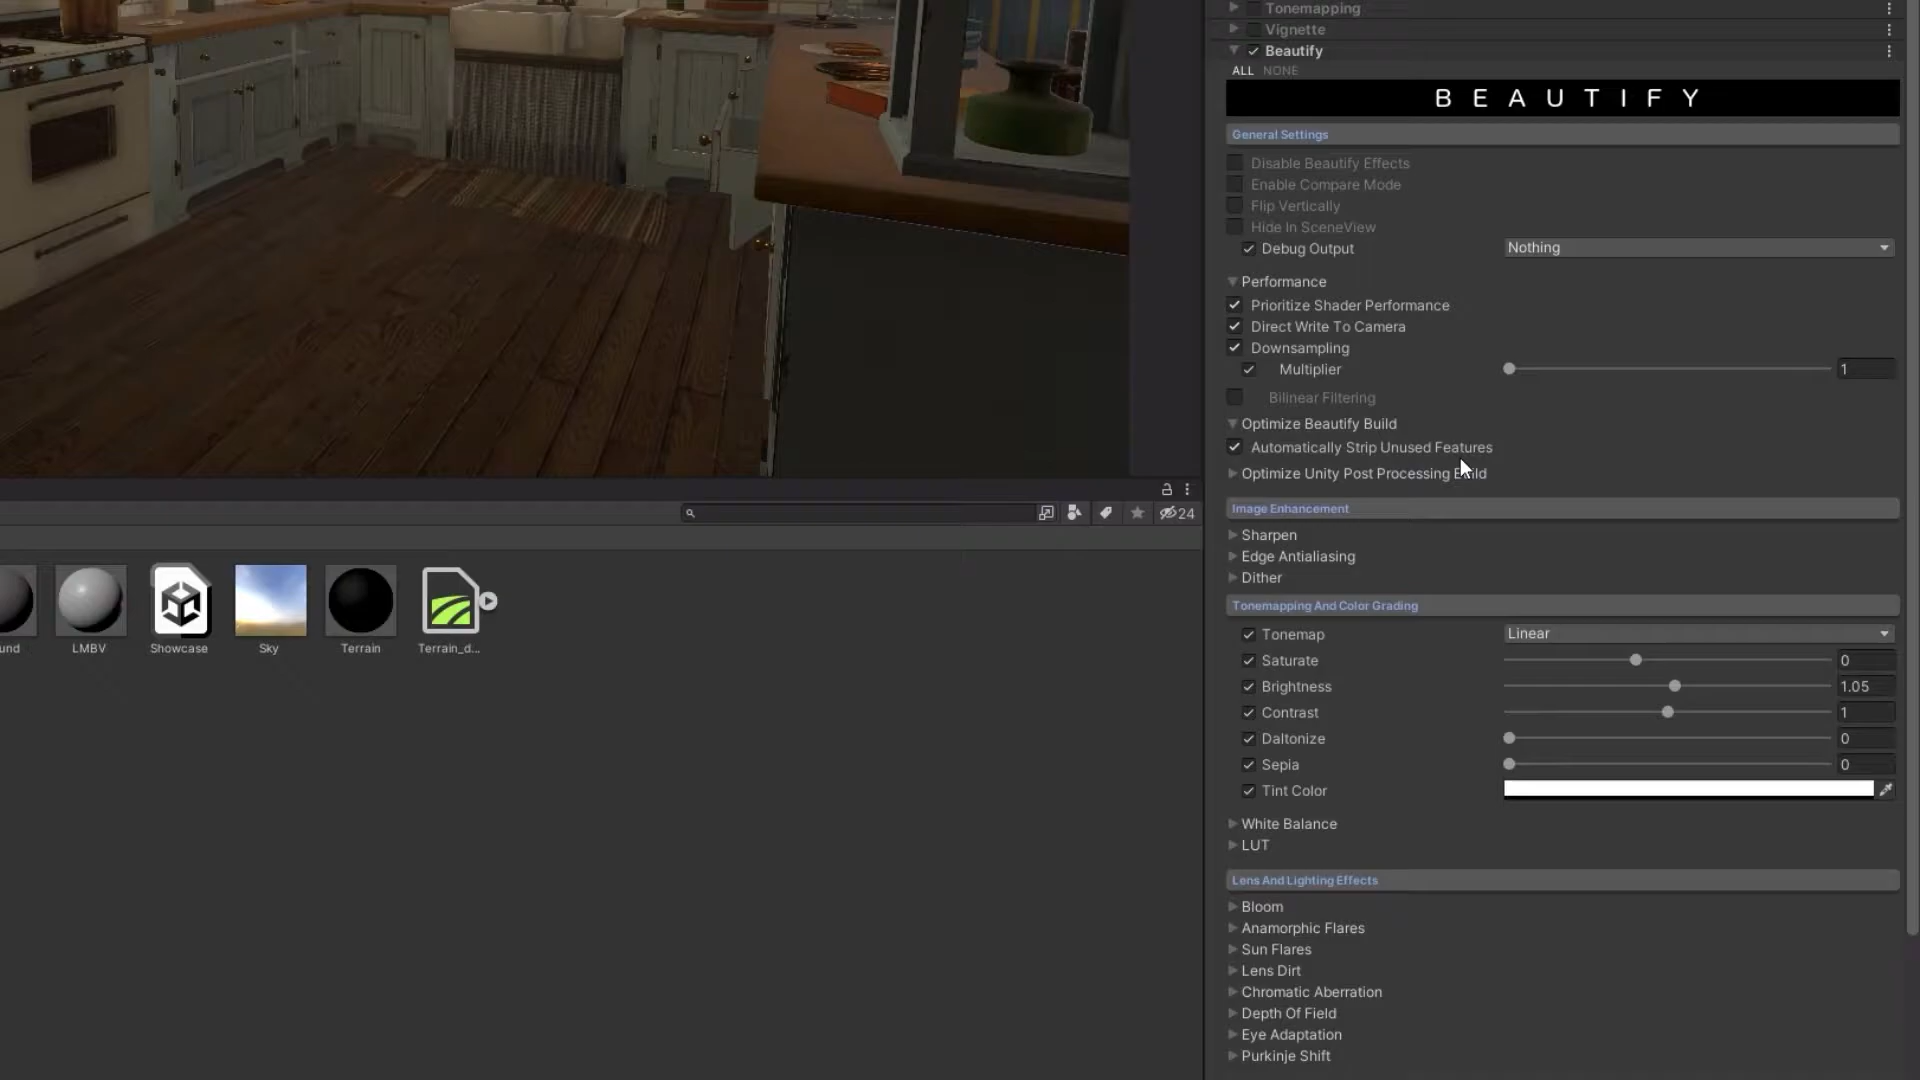 Tonemapping
Vignette
Beautify
ALL NONE
BEAUTIFY
General Settings
Disable Beautify Effects
Enable Compare Mode
Flip Vertically
Hide In SceneView
Debug Output Nothing
Performance
Prioritize Shader Performance
Direct Write To Camera
Downsampling
Multiplier 1
Bilinear Filtering
Optimize Beautify Build
Automatically Strip Unused Features
Optimize Unity Post Processing Build
24
Image Enhancement
Sharpen
Edge Antialiasing
Dither
Tonemapping And Color Grading
Tonemap Linear
und LMBV Showcase Sky Terrain Terrain_d...
Saturate 0
Brightness 1.05
Contrast 1
Daltonize 0
Sepia 0
Tint Color
White Balance
LUT
Lens And Lighting Effects
Bloom
Anamorphic Flares
Sun Flares
Lens Dirt
Chromatic Aberration
Depth Of Field
Eye Adaptation
Purkinje Shift